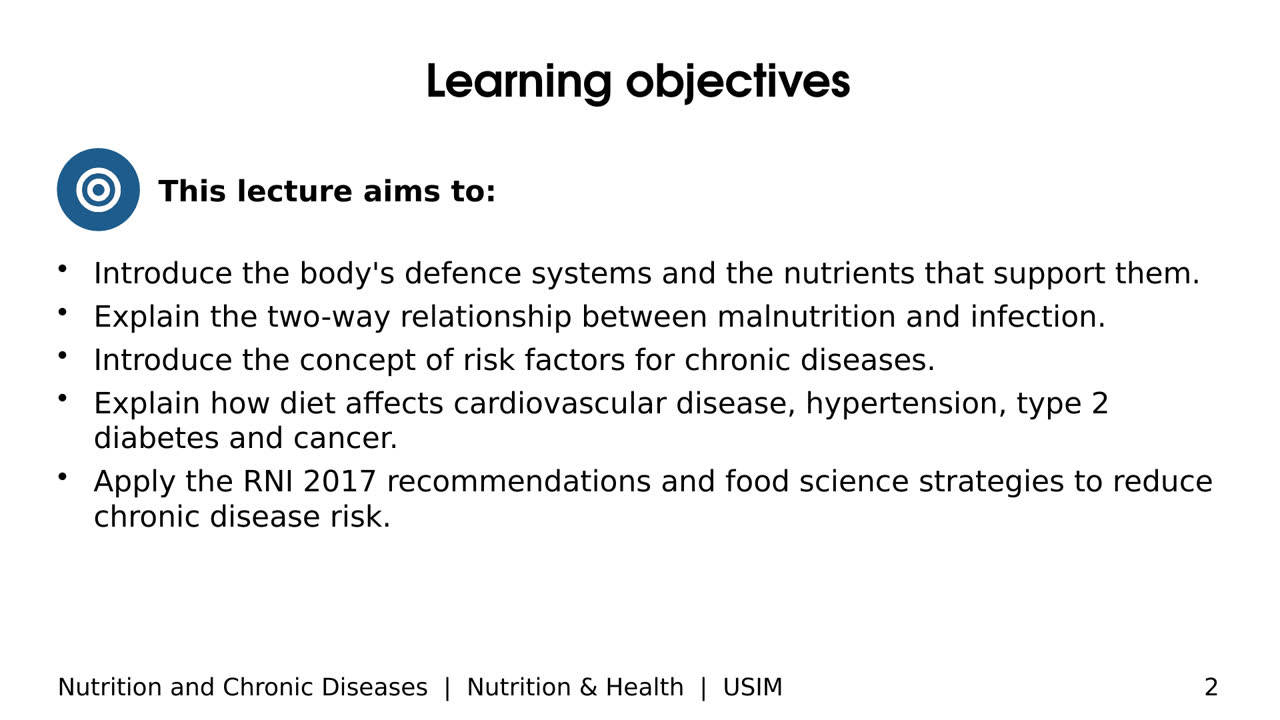 Learning objectives
This lecture aims to:
• Introduce the body's defence systems and the nutrients that support them.
• Explain the two-way relationship between malnutrition and infection.
• Introduce the concept of risk factors for chronic diseases.
• Explain how diet affects cardiovascular disease, hypertension, type 2
diabetes and cancer.
• Apply the RNI 2017 recommendations and food science strategies to reduce
chronic disease risk.
Nutrition and Chronic Diseases | Nutrition & Health | USIM 2